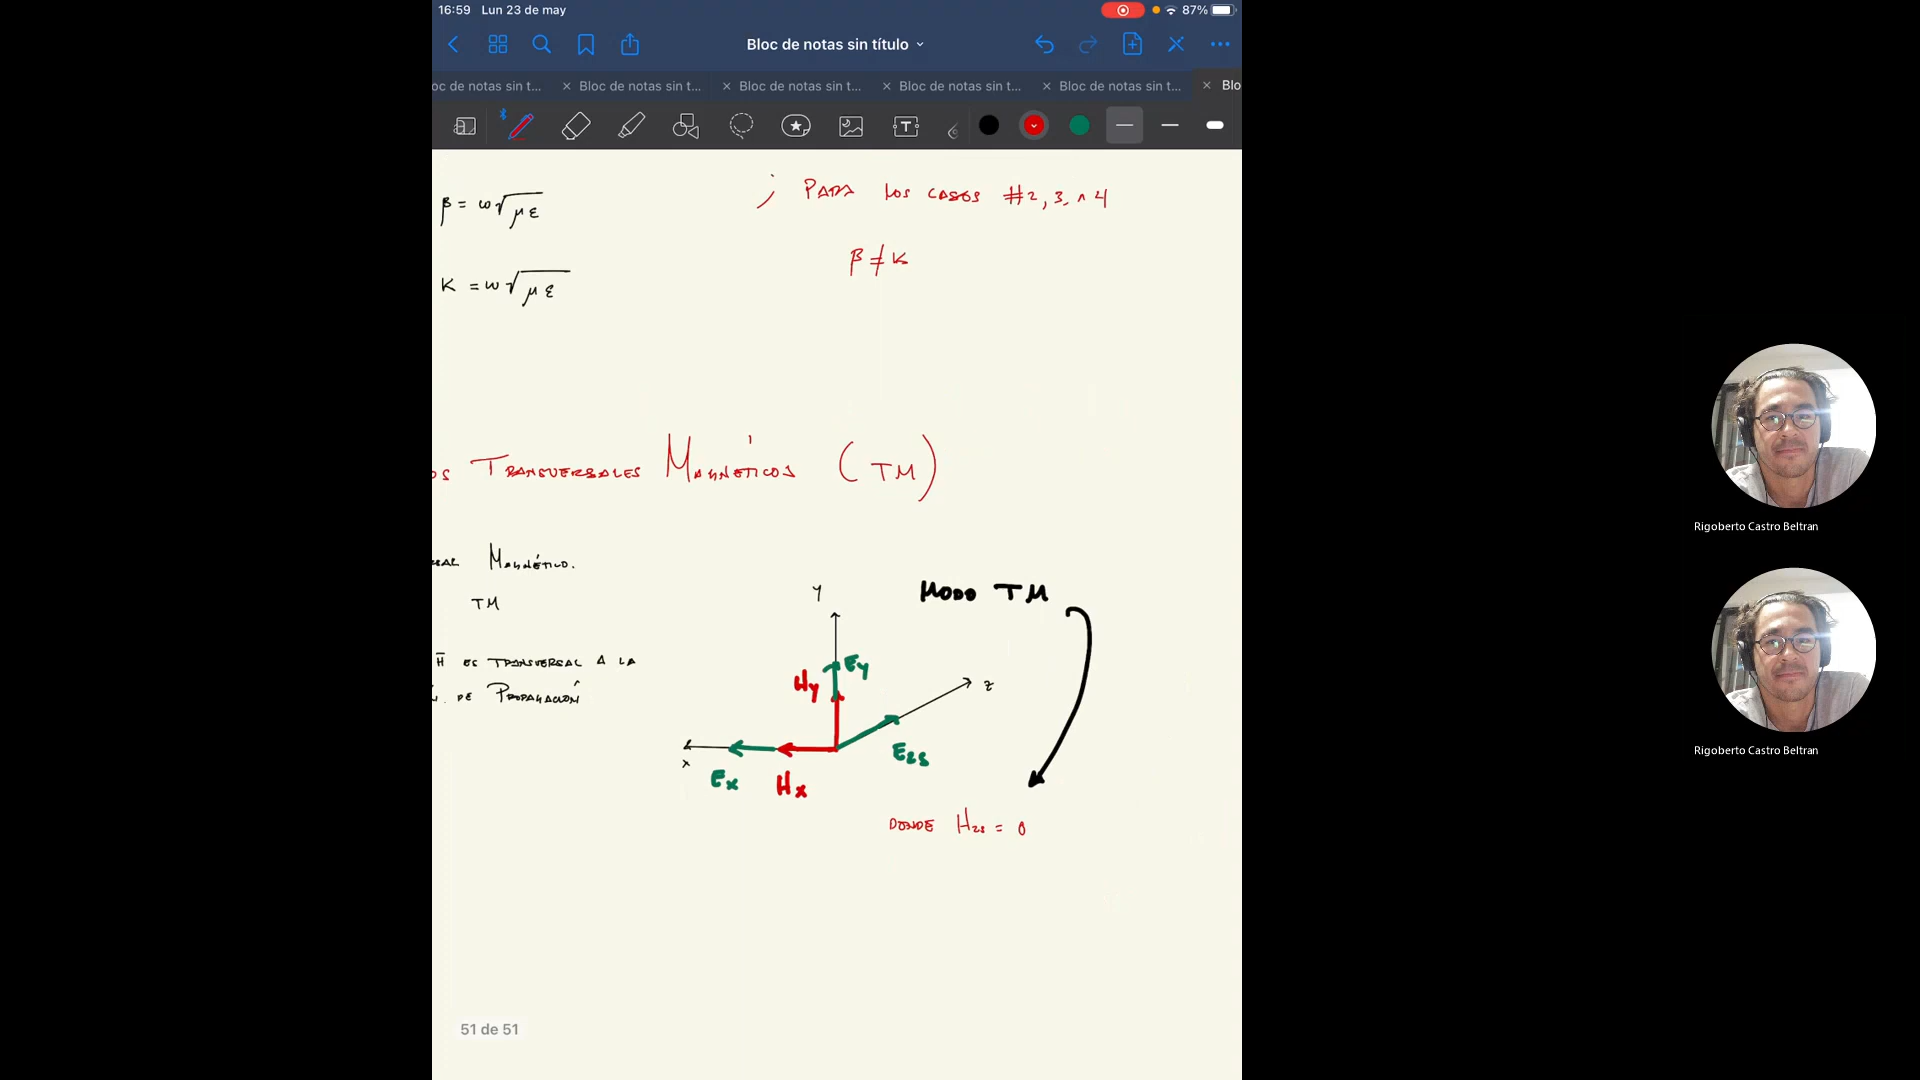 16:59 Lun 23 de may 87%
Bloc de notas sin título
oc de notas sin t... Bloc de notas sin t... Bloc de notas sin t... Bloc de notas sin t... Bloc de notas sin t... Blo
; PARA LOS CASOS #2, 3, ^ 4
β = ω√με
β ≠ K
K = ω√με
OS TRANSVERSALES MAGNÉTICOS (TM)
SAL MAGNÉTICO.
TM
H̄ ES TRANSVERSAL A LA
N. DE PROPAGACIÓN
MODO TM
Y
Ey
Hy
z
Ezs
x
Ex
Hx
DONDE Hzs = 0
51 de 51
Rigoberto Castro Beltran
Rigoberto Castro Beltran